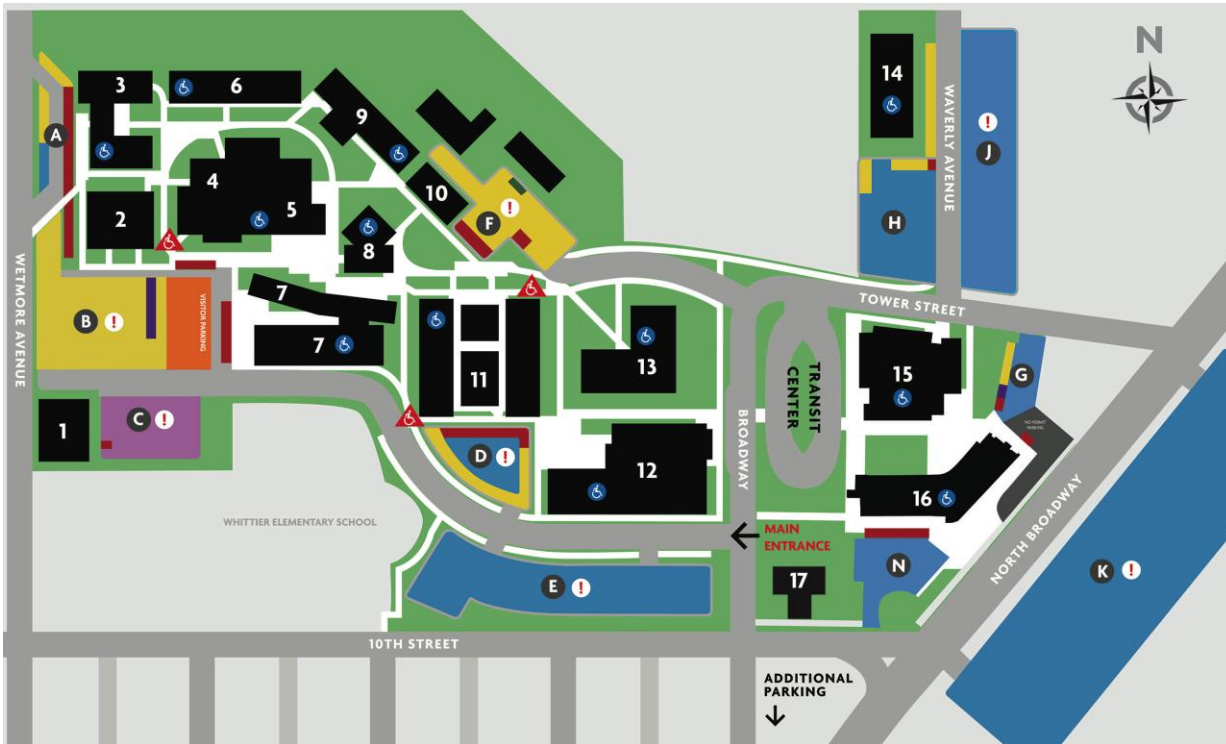 N
3
6
14
9
A
WAVERLY AVENUE
!
J
4
10
2
5
F
!
H
8
WETMORE AVENUE
7
TOWER STREET
B
!
VISITOR PARKING
7
13
TRANSIT
CENTER
15
G
11
NO PERMIT
PARKING
1
C
!
BROADWAY
D
!
12
16
WHITTIER ELEMENTARY SCHOOL
MAIN
ENTRANCE
NORTH BROADWAY
N
17
K
!
E
!
10TH STREET
ADDITIONAL
PARKING